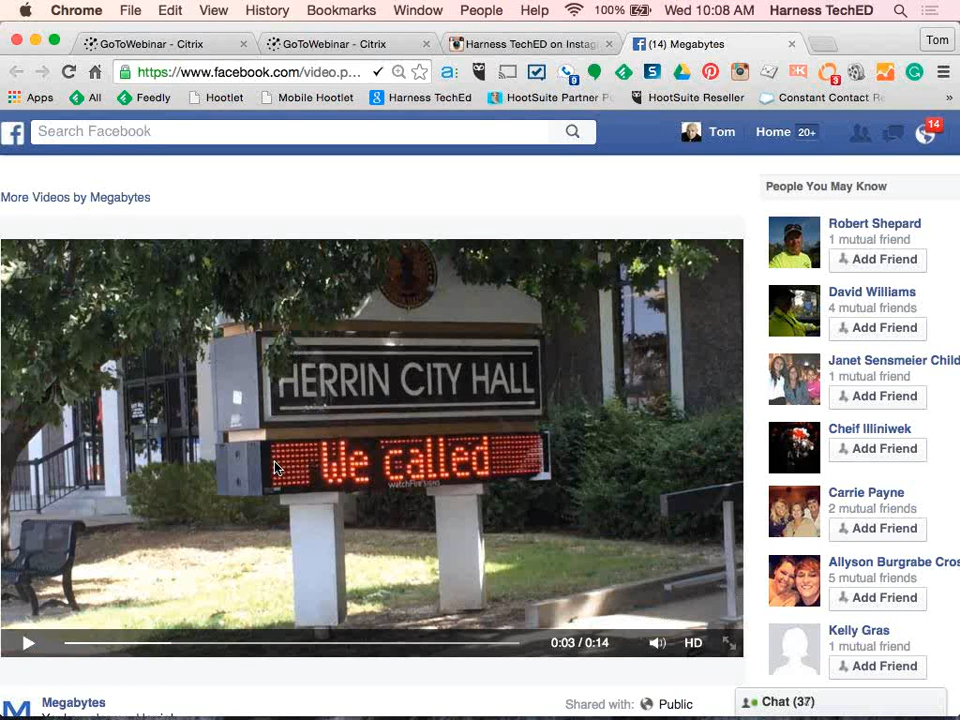 Chrome File Edit View History Bookmarks Window People Help 100% Wed 10:08 AM Harness TechED
GoToWebinar - Citrix GoToWebinar - Citrix Harness TechED on Instag (14) Megabytes Tom
https://www.facebook.com/video.p...
Apps All Feedly Hootlet Mobile Hootlet Harness TechEd HootSuite Partner P HootSuite Reseller Constant Contact Re »
Search Facebook Tom Home 20+ 14
More Videos by Megabytes
People You May Know
Robert Shepard
1 mutual friend
Add Friend
David Williams
4 mutual friends
Add Friend
Janet Sensmeier Child
1 mutual friend
Add Friend
Cheif Illiniwek
Add Friend
Carrie Payne
2 mutual friends
Add Friend
Allyson Burgrabe Cros
5 mutual friends
Add Friend
Kelly Gras
1 mutual friend
Add Friend
HERRIN CITY HALL
We called
watchfire signs
0:03 / 0:14 HD
Megabytes
Shared with: Public
Chat (37)